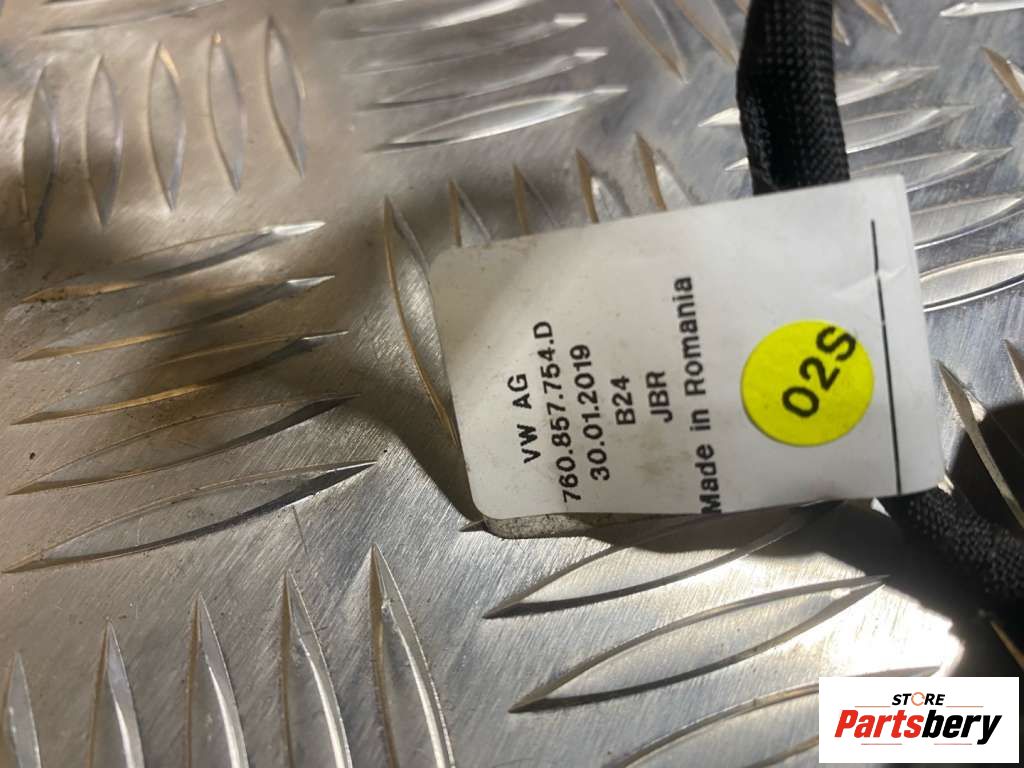 VW AG
760.857.754.D
30.01.2019
B24
JBR
Made in Romania
02S
STORE
Partsbery